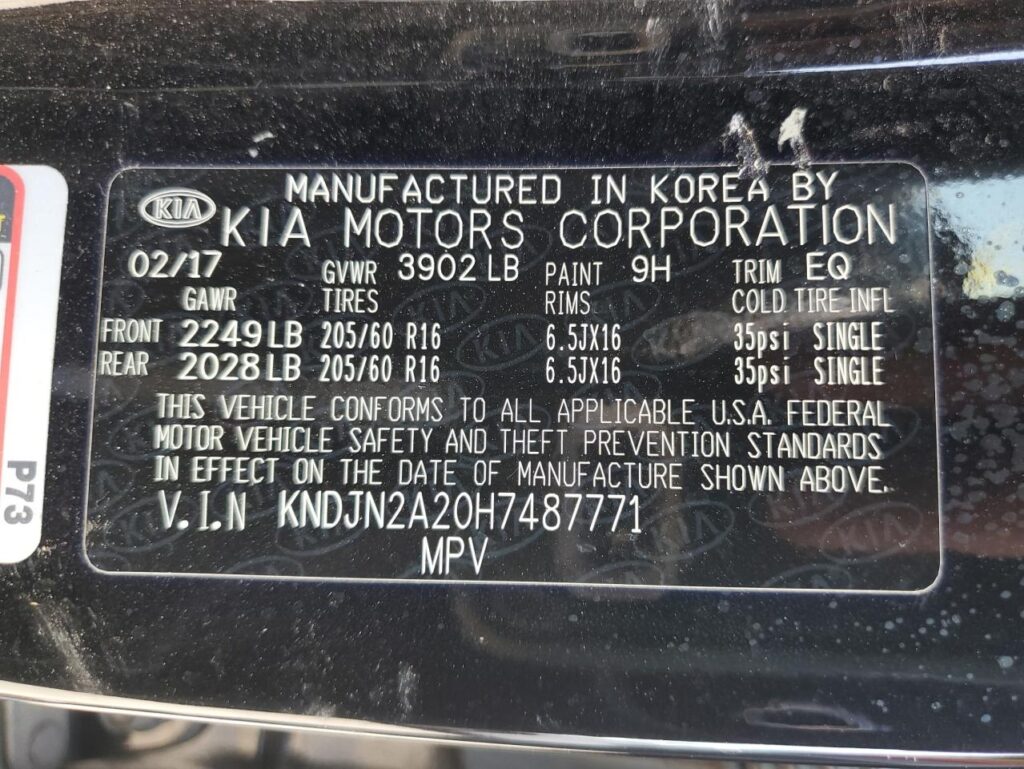 MANUFACTURED IN KOREA BY
KIA KIA MOTORS CORPORATION
02/17 GVWR 3902 LB PAINT 9H TRIM EQ
GAWR TIRES RIMS COLD TIRE INFL
FRONT 2249 LB 205/60 R16 6.5JX16 35psi SINGLE
REAR 2028 LB 205/60 R16 6.5JX16 35psi SINGLE
THIS VEHICLE CONFORMS TO ALL APPLICABLE U.S.A. FEDERAL
MOTOR VEHICLE SAFETY AND THEFT PREVENTION STANDARDS
IN EFFECT ON THE DATE OF MANUFACTURE SHOWN ABOVE.
V.I.N KNDJN2A20H7487771
MPV
P73